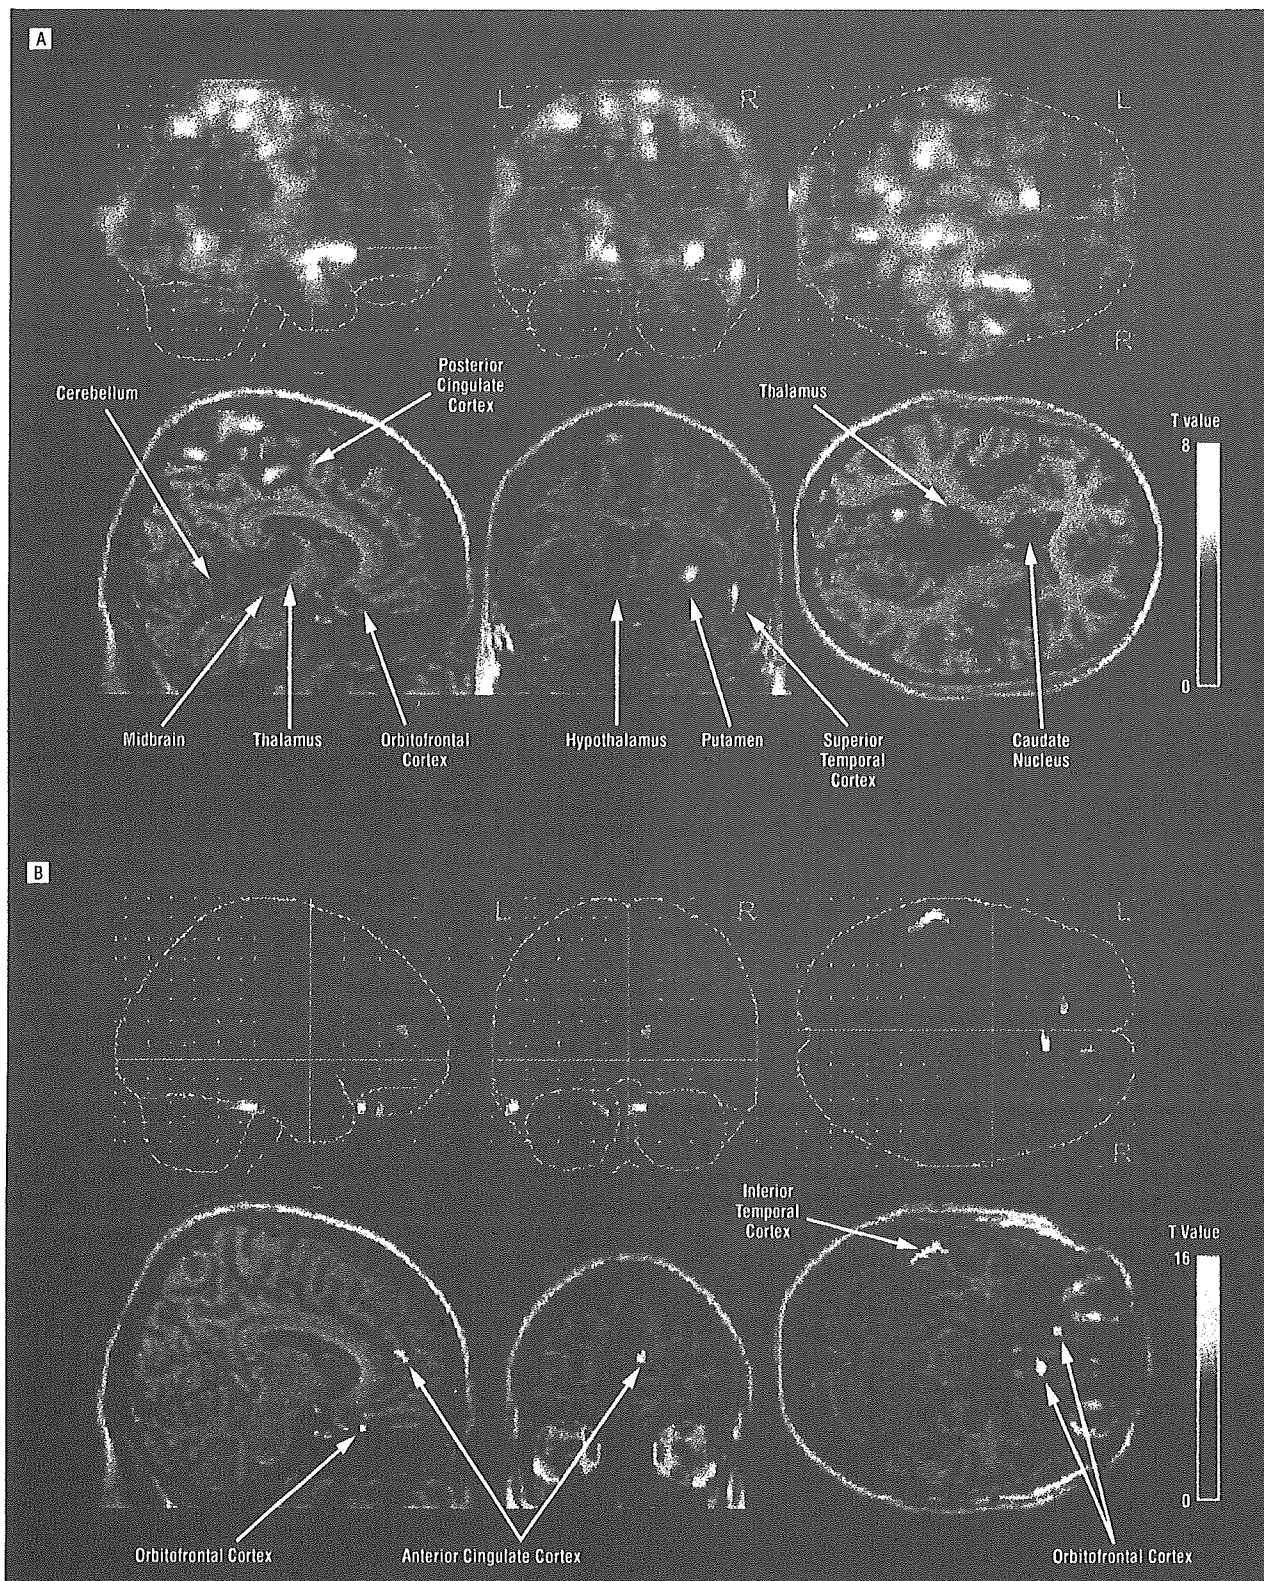 A
L
R
L
R
Posterior
Cingulate
Cortex
Cerebellum
Thalamus
T value
8
0
Midbrain
Thalamus
Orbitofrontal
Cortex
Hypothalamus
Putamen
Superior
Temporal
Cortex
Caudate
Nucleus
B
L
R
L
R
Inferior
Temporal
Cortex
T Value
16
0
Orbitofrontal Cortex
Anterior Cingulate Cortex
Orbitofrontal Cortex